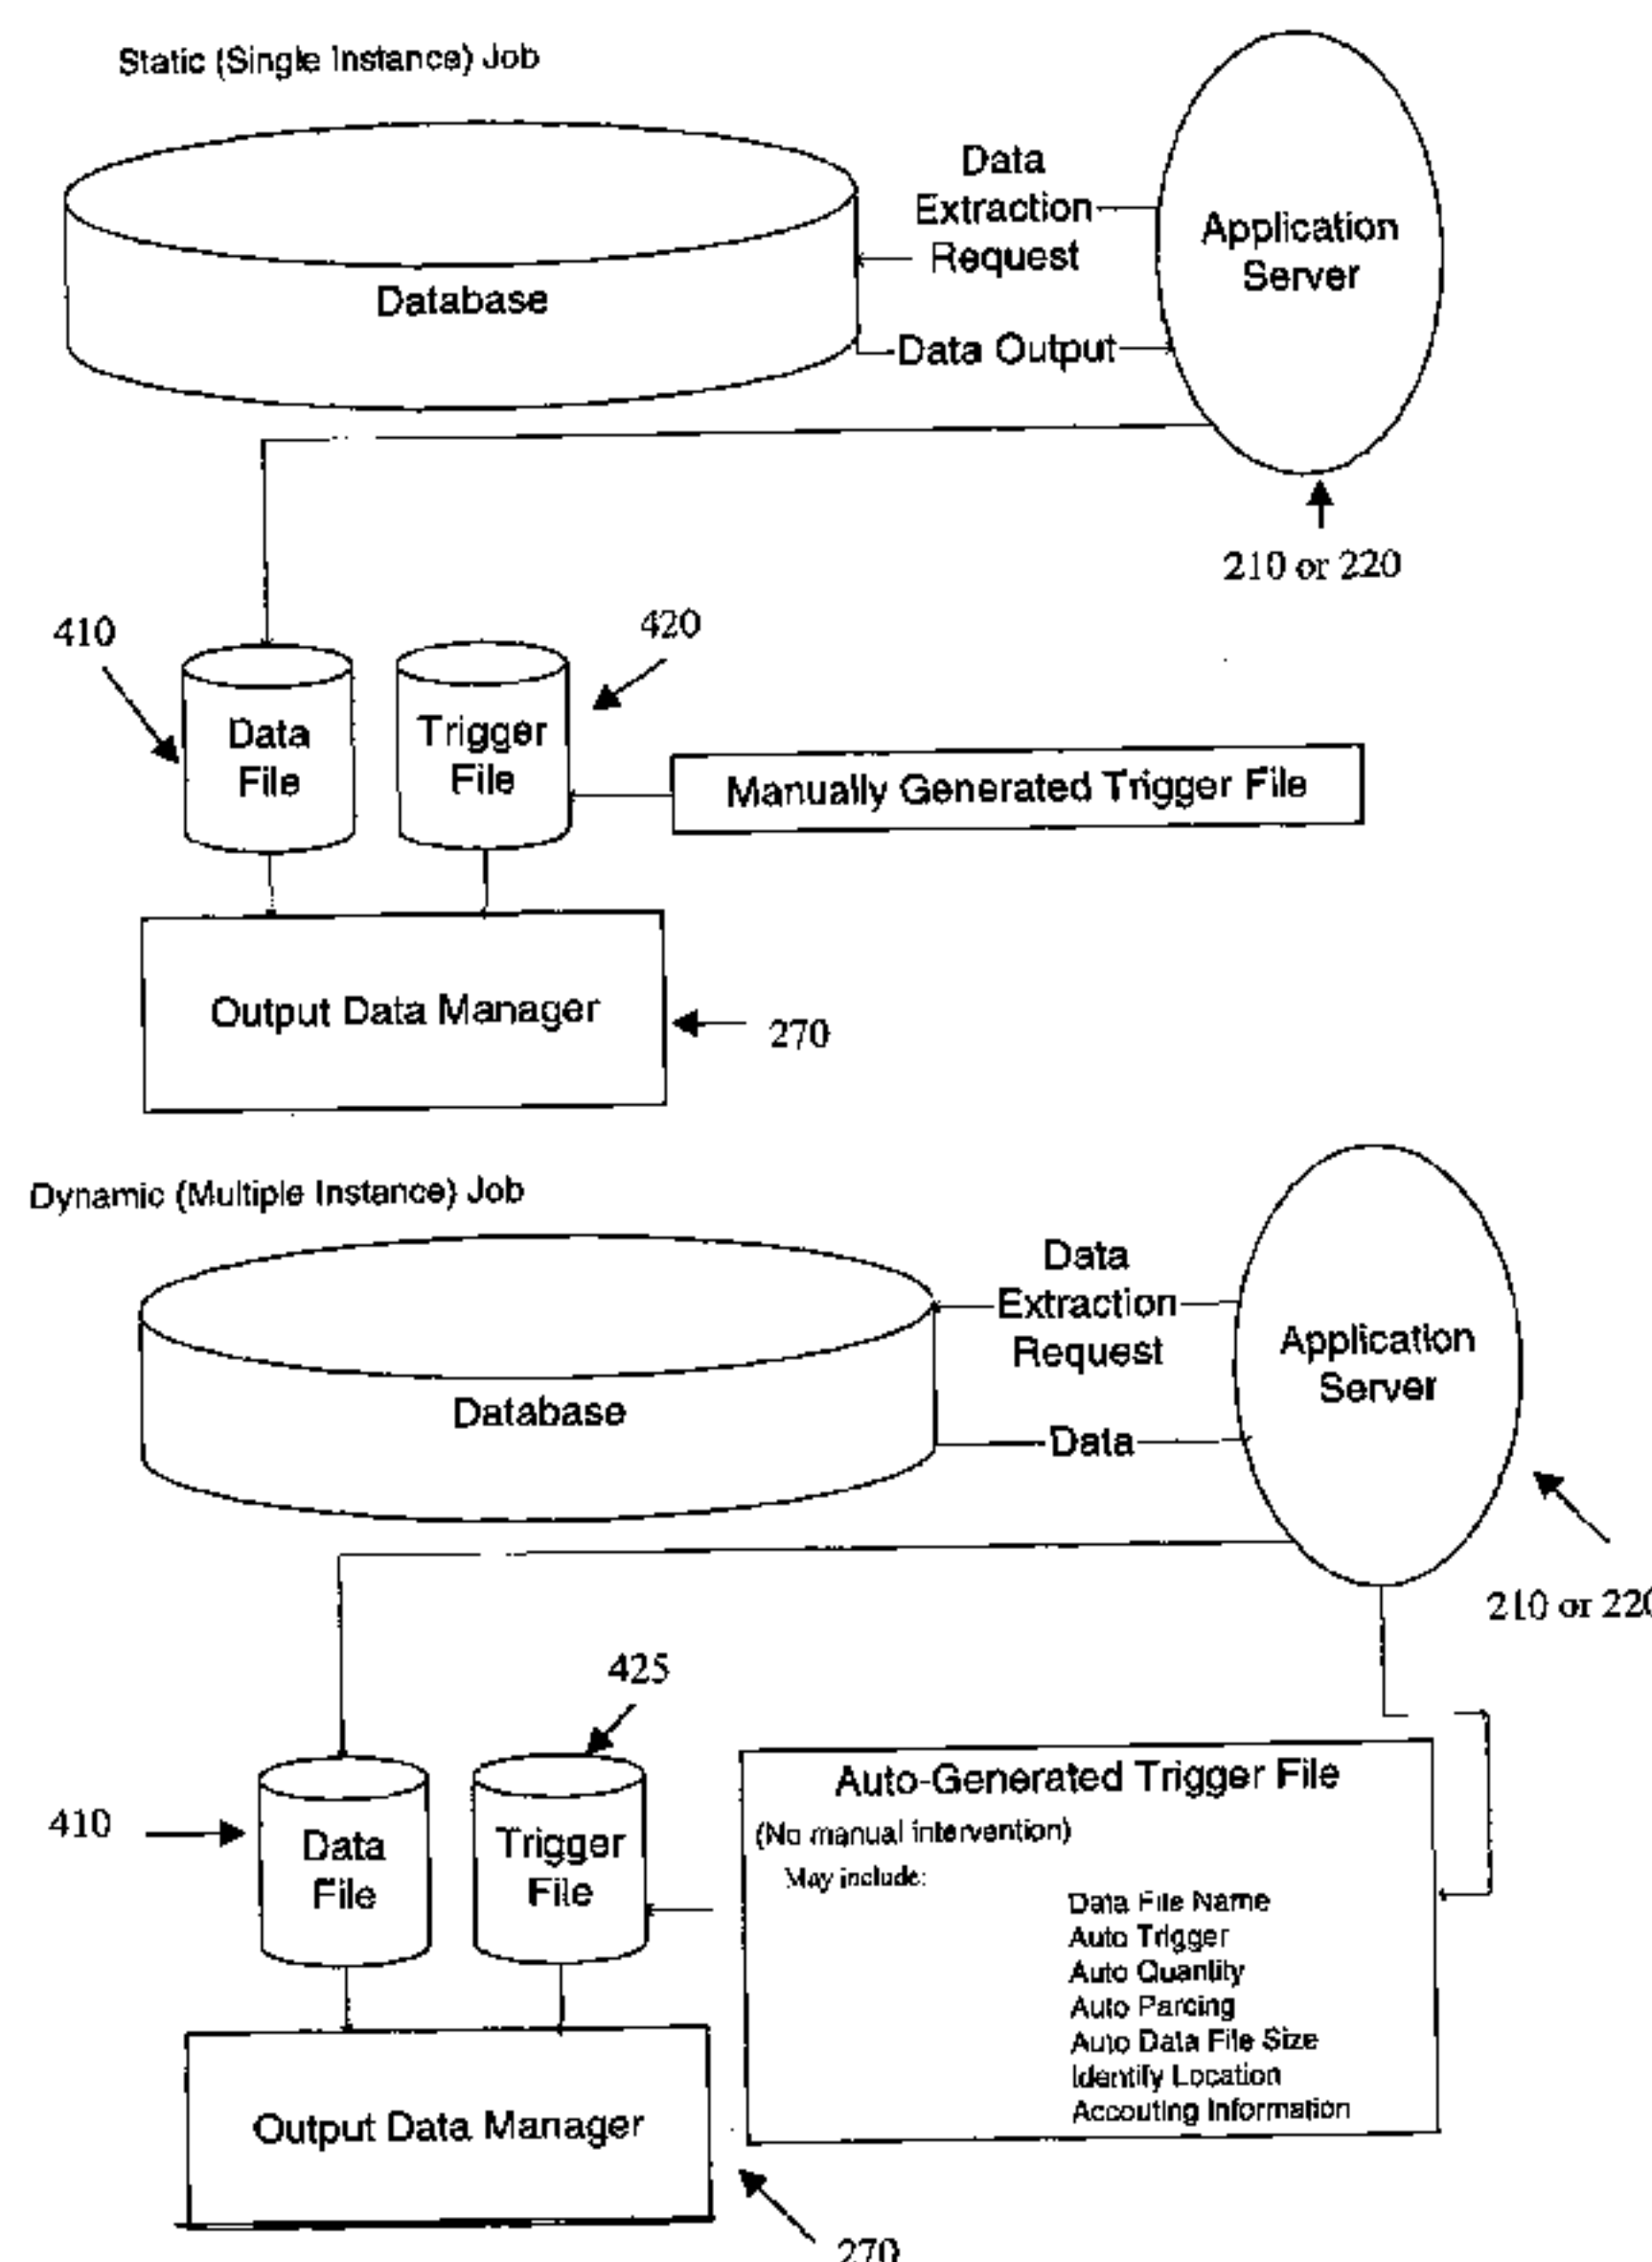 Static (Single Instance) Job
Data
Extraction
Request
Application
Server
Database
Data Output
210 or 220
410
420
Data
File
Trigger
File
Manually Generated Trigger File
Output Data Manager
270
Dynamic (Multiple Instance) Job
Data
Extraction
Request
Application
Server
Database
Data
210 or 220
425
Auto-Generated Trigger File
(No manual intervention)
May include:
410
Data
File
Trigger
File
Data File Name
Auto Trigger
Auto Quantity
Auto Parcing
Auto Data File Size
Identify Location
Accouting Information
Output Data Manager
270